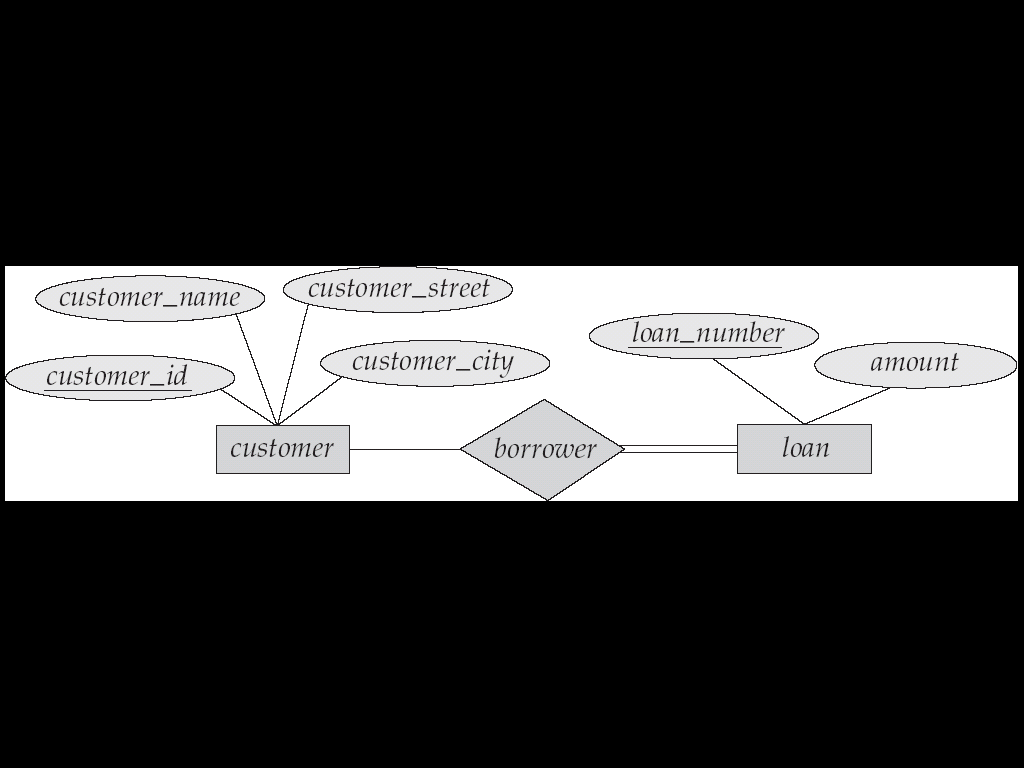 customer_name
customer_street
customer_id
customer_city
loan_number
amount
customer
borrower
loan